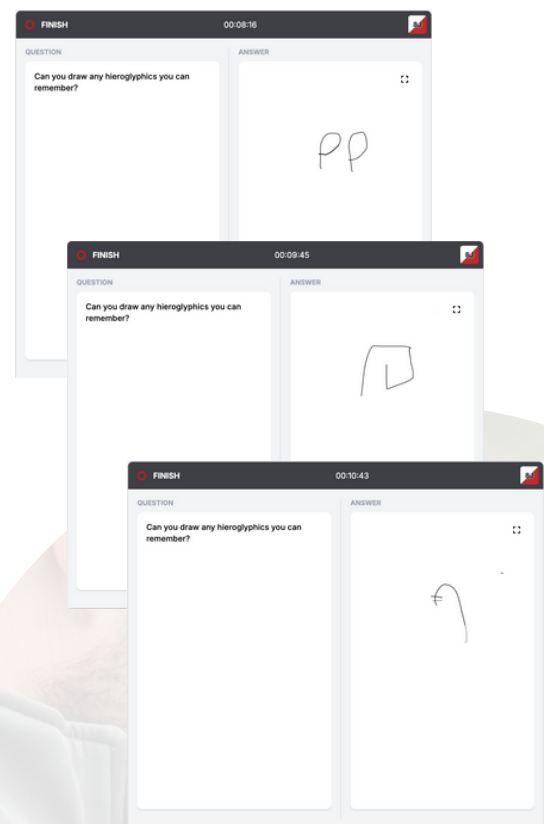 FINISH 00:08:16
QUESTION ANSWER
Can you draw any hieroglyphics you can
remember?
FINISH 00:09:45
QUESTION ANSWER
Can you draw any hieroglyphics you can
remember?
FINISH 00:10:43
QUESTION ANSWER
Can you draw any hieroglyphics you can
remember?